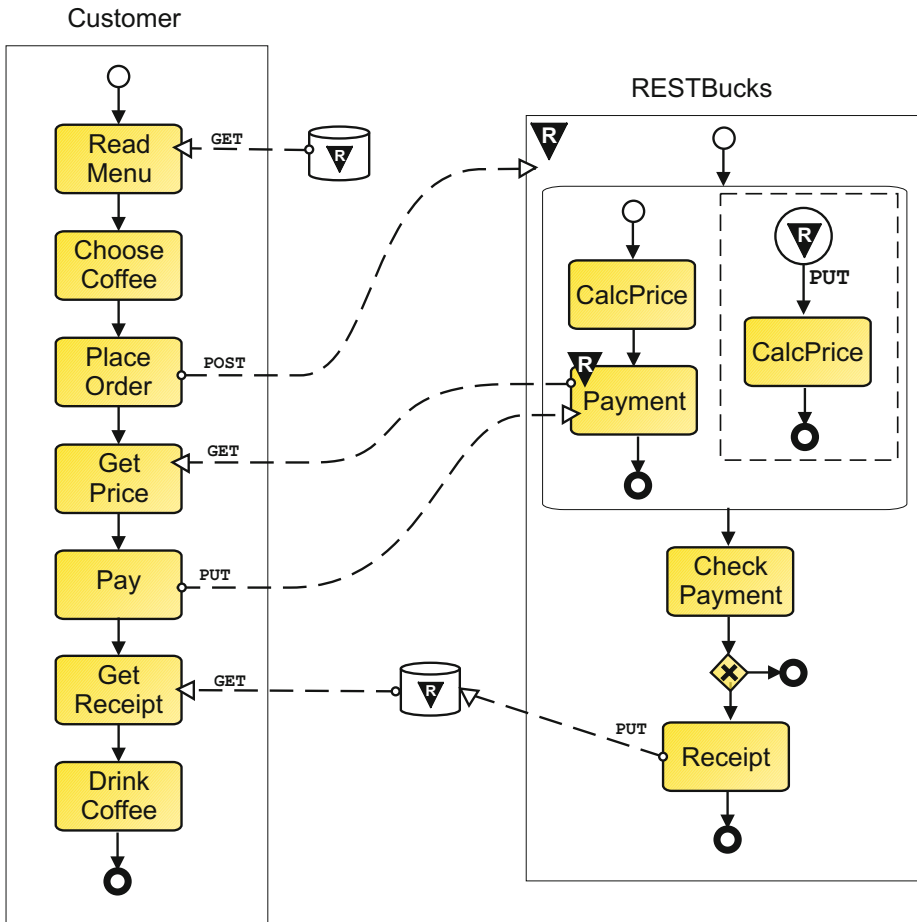 Customer
Read
Menu
GET
R
Choose
Coffee
Place
Order
POST
Get
Price
GET
Pay
PUT
Get
Receipt
GET
R
Drink
Coffee
RESTBucks
R
CalcPrice
R
Payment
R
PUT
CalcPrice
Check
Payment
PUT
Receipt